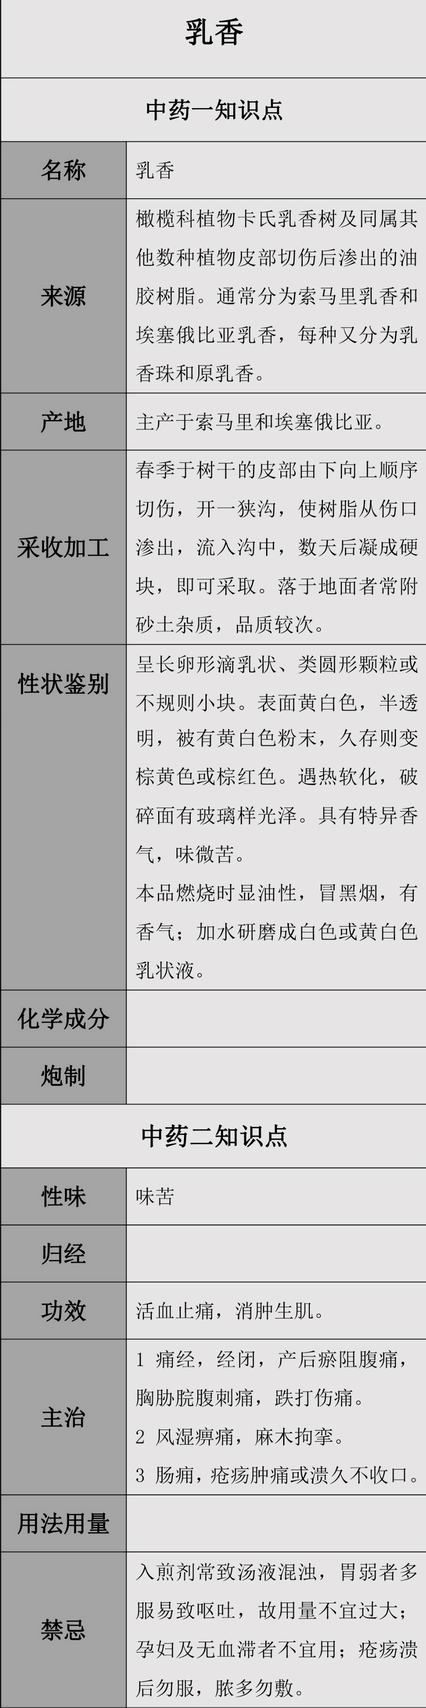 乳香
中药一知识点
名称
乳香
来源
橄榄科植物卡氏乳香树及同属其
他数种植物皮部切伤后渗出的油
胶树脂。通常分为索马里乳香和
埃塞俄比亚乳香，每种又分为乳
香珠和原乳香。
产地
主产于索马里和埃塞俄比亚。
采收加工
春季于树干的皮部由下向上顺序
切伤，开一狭沟，使树脂从伤口
渗出，流入沟中，数天后凝成硬
块，即可采取。落于地面者常附
砂土杂质，品质较次。
性状鉴别
呈长卵形滴乳状、类圆形颗粒或
不规则小块。表面黄白色，半透
明，被有黄白色粉末，久存则变
棕黄色或棕红色。遇热软化，破
碎面有玻璃样光泽。具有特异香
气，味微苦。
本品燃烧时显油性，冒黑烟，有
香气；加水研磨成白色或黄白色
乳状液。
化学成分
炮制
中药二知识点
性味
味苦
归经
功效
活血止痛，消肿生肌。
主治
1 痛经，经闭，产后瘀阻腹痛，
胸胁脘腹刺痛，跌打伤痛。
2 风湿痹痛，麻木拘挛。
3 肠痈，疮疡肿痛或溃久不收口。
用法用量
禁忌
入煎剂常致汤液混浊，胃弱者多
服易致呕吐，故用量不宜过大；
孕妇及无血滞者不宜用；疮疡溃
后勿服，脓多勿敷。